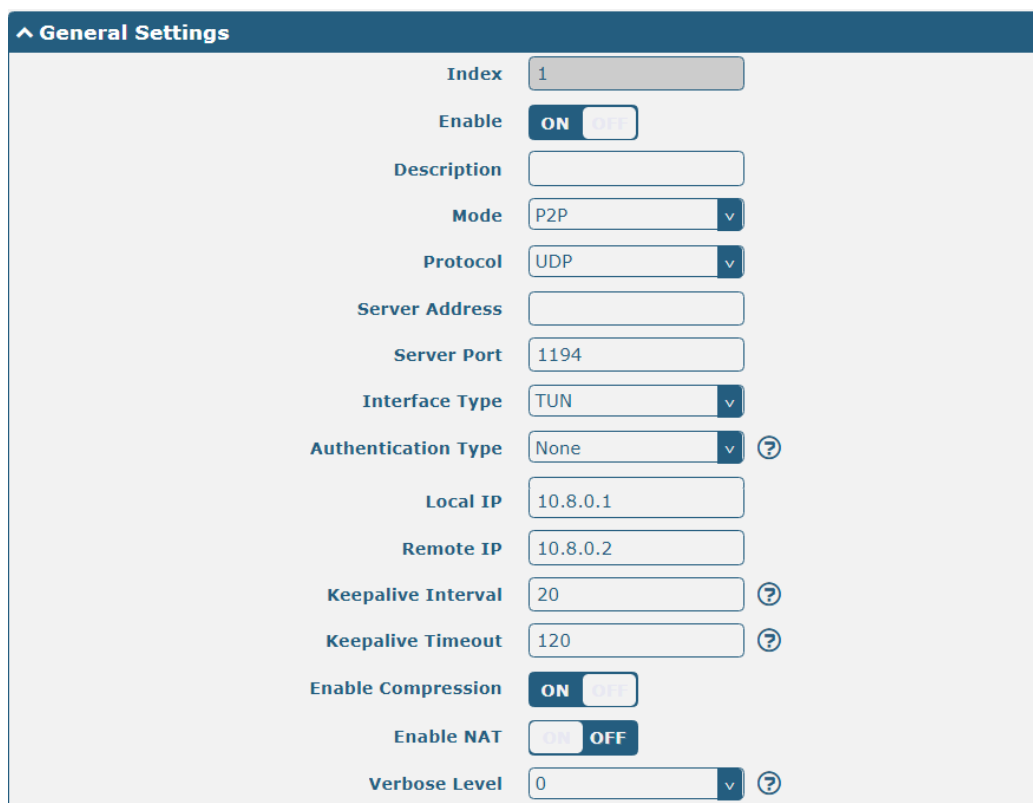 General Settings
Index 1
Enable ON OFF
Description
Mode P2P v
Protocol UDP v
Server Address
Server Port 1194
Interface Type TUN v
Authentication Type None v ?
Local IP 10.8.0.1
Remote IP 10.8.0.2
Keepalive Interval 20 ?
Keepalive Timeout 120 ?
Enable Compression ON OFF
Enable NAT ON OFF
Verbose Level 0 v ?